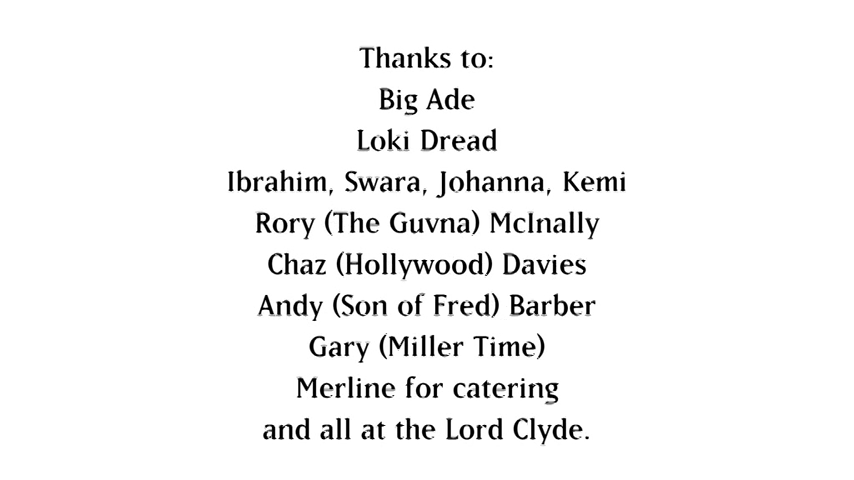 Thanks to:
Big Ade
Loki Dread
Ibrahim, Swara, Johanna, Kemi
Rory (The Guvna) McInally
Chaz (Hollywood) Davies
Andy (Son of Fred) Barber
Gary (Miller Time)
Merline for catering
and all at the Lord Clyde.